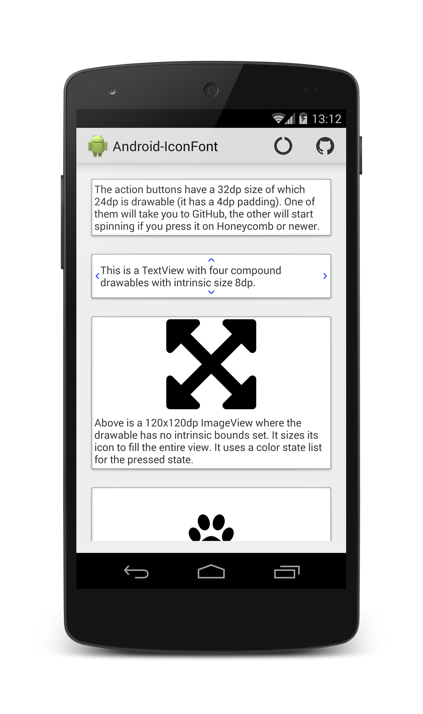 13:12
Android-IconFont
The action buttons have a 32dp size of which
24dp is drawable (it has a 4dp padding). One of
them will take you to GitHub, the other will start
spinning if you press it on Honeycomb or newer.
This is a TextView with four compound
drawables with intrinsic size 8dp.
Above is a 120x120dp ImageView where the
drawable has no intrinsic bounds set. It sizes its
icon to fill the entire view. It uses a color state list
for the pressed state.